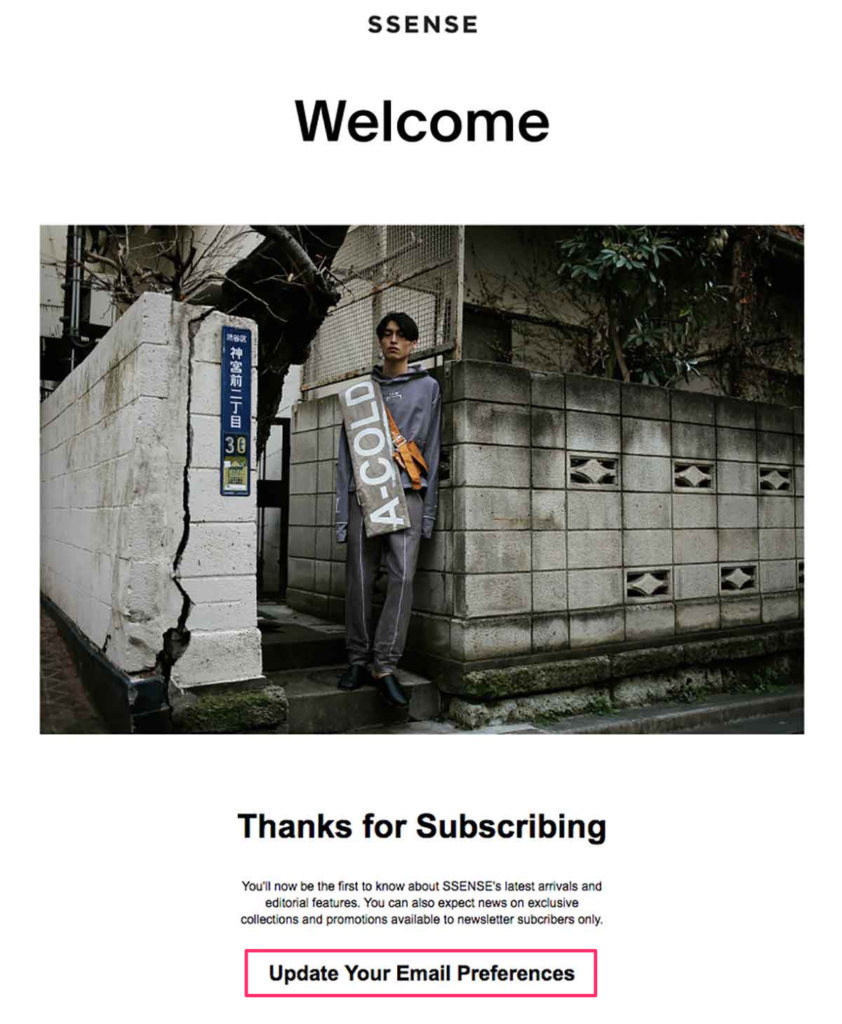 SSENSE
Welcome
渋谷区
神宮前二丁目
30
A-COLD
Thanks for Subscribing
You'll now be the first to know about SSENSE's latest arrivals and
editorial features. You can also expect news on exclusive
collections and promotions available to newsletter subcribers only.
Update Your Email Preferences